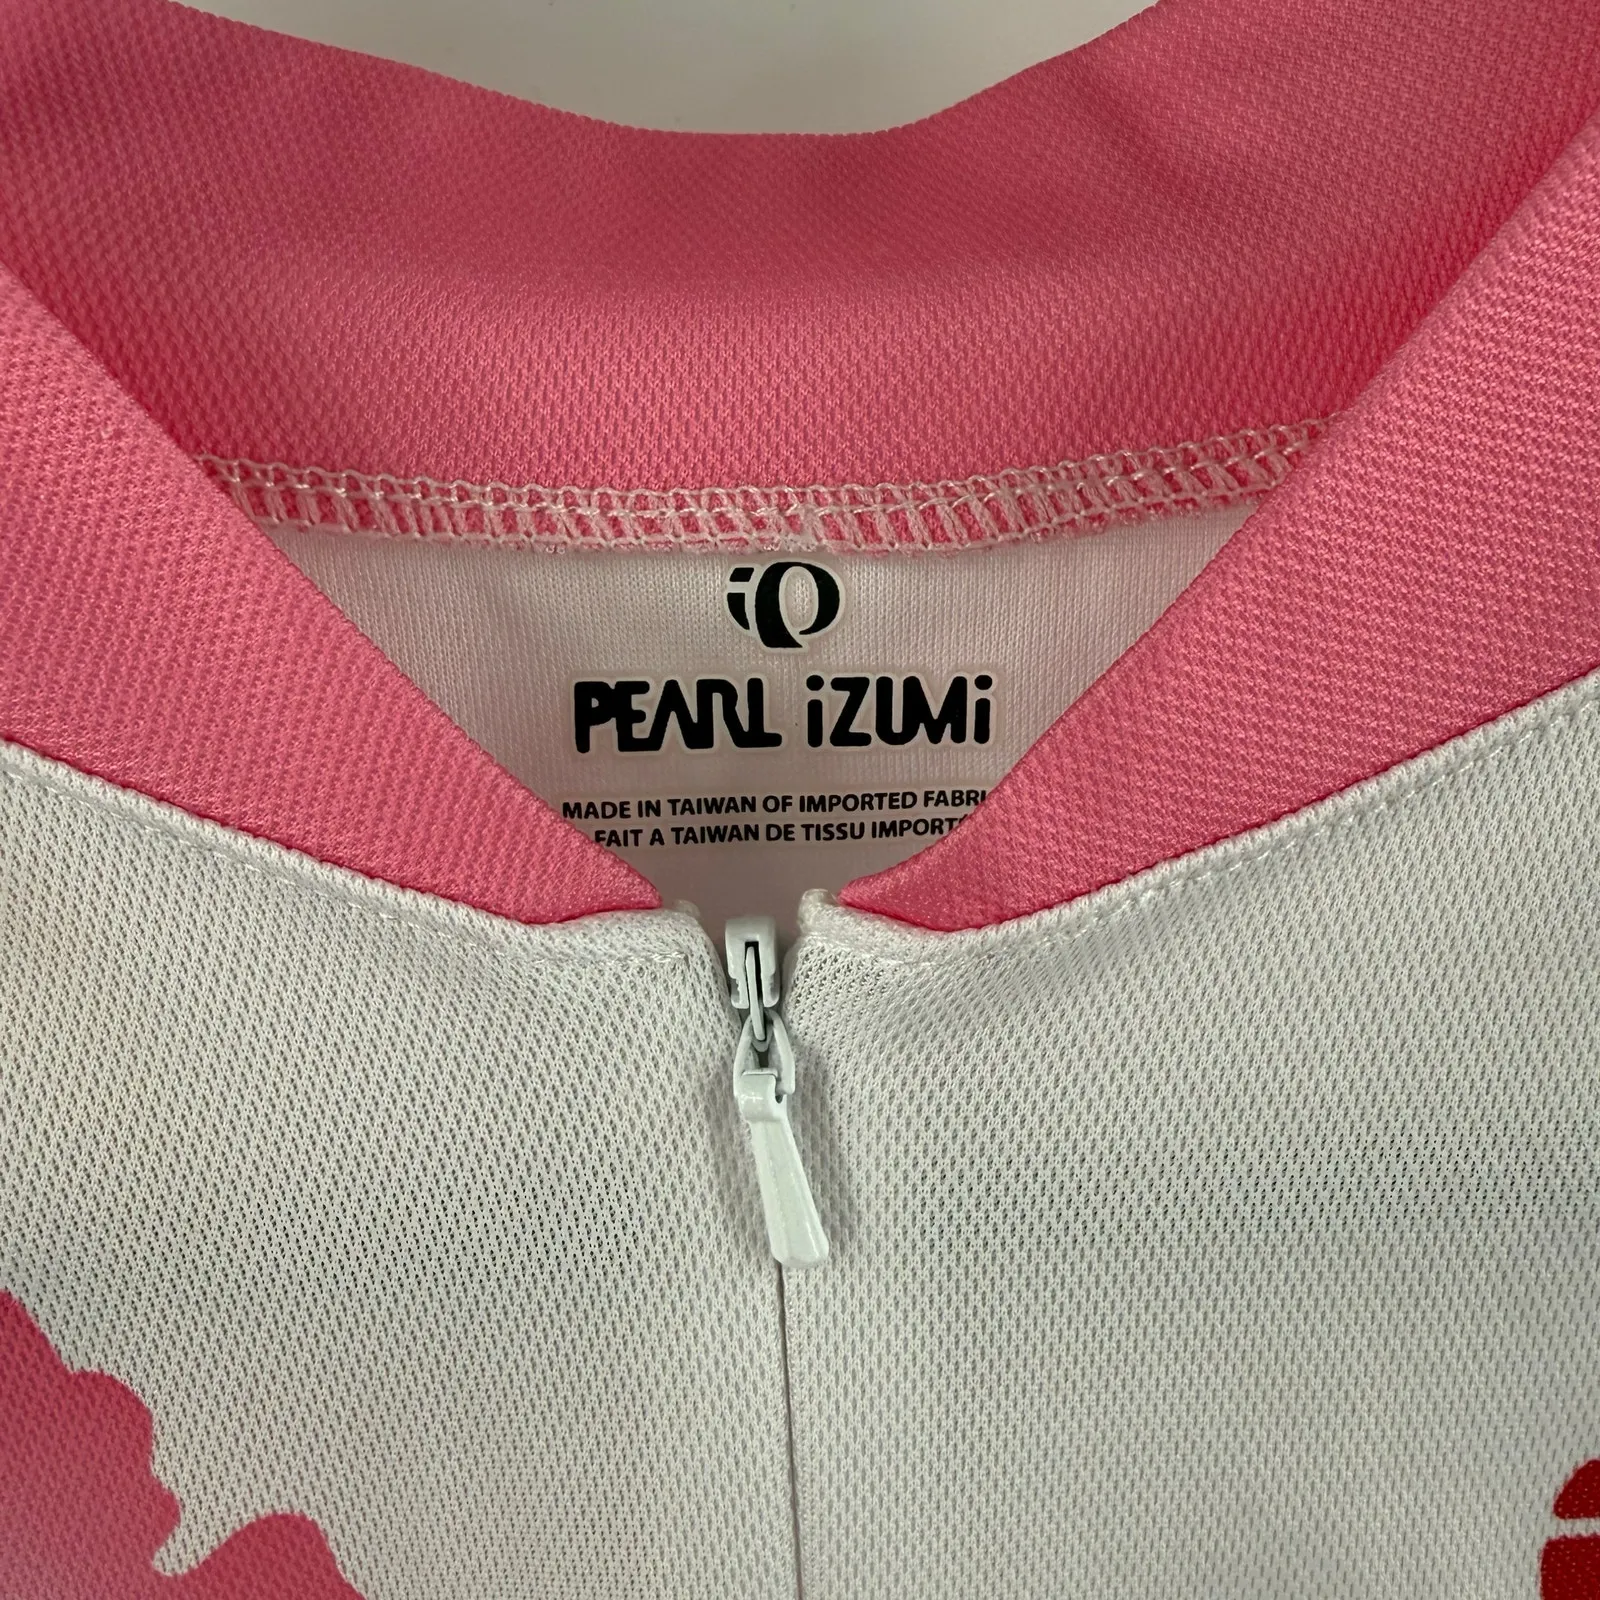 PEARL iZUMi
MADE IN TAIWAN OF IMPORTED
FAIT A TAIWAN DE TISSU